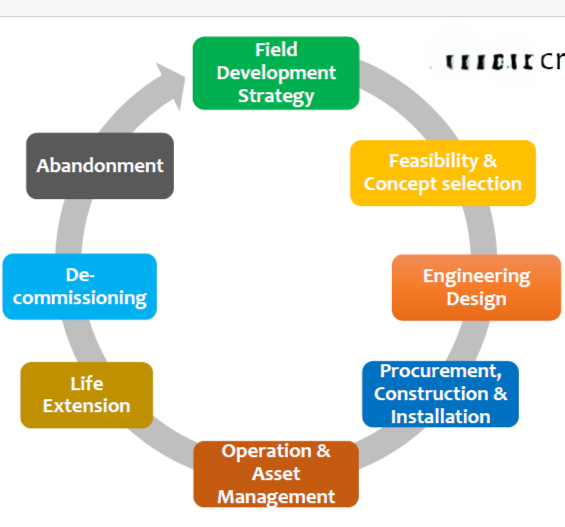 Field
Development
Strategy
Feasibility &
Concept selection
Engineering
Design
Procurement,
Construction &
Installation
Operation &
Asset
Management
Life
Extension
De-
commissioning
Abandonment